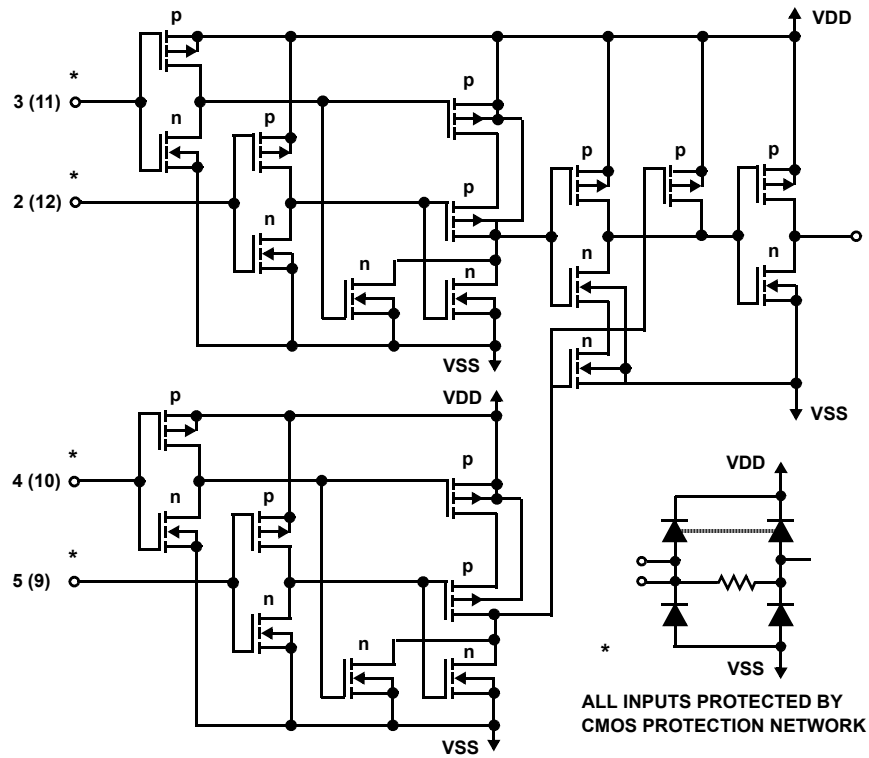 p
VDD
*
3 (11)
n
p
p
*
2 (12)
n
p
p
p
p
n
n
n
n
n
VSS
VSS
VDD
p
*
4 (10)
n
p
p
*
5 (9)
n
p
n
n
VSS
VDD
*
VSS
ALL INPUTS PROTECTED BY
CMOS PROTECTION NETWORK